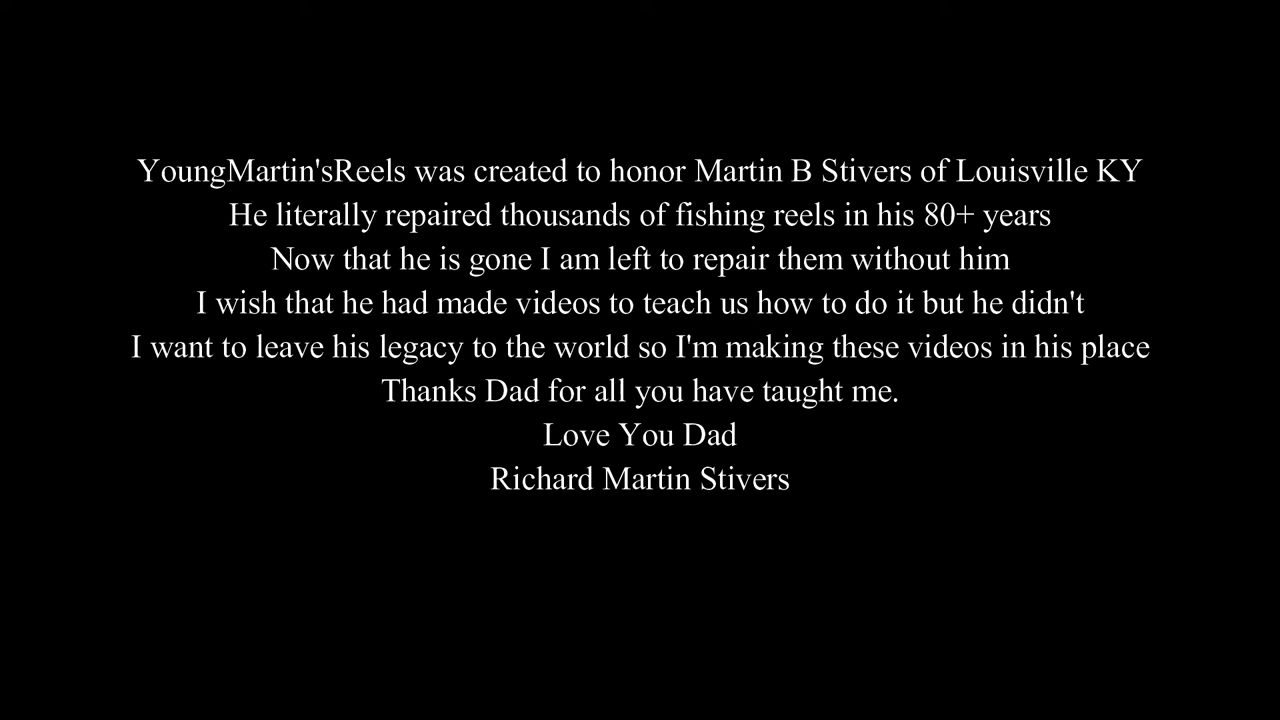 YoungMartin'sReels was created to honor Martin B Stivers of Louisville KY
He literally repaired thousands of fishing reels in his 80+ years
Now that he is gone I am left to repair them without him
I wish that he had made videos to teach us how to do it but he didn't
I want to leave his legacy to the world so I'm making these videos in his place
Thanks Dad for all you have taught me.
Love You Dad
Richard Martin Stivers